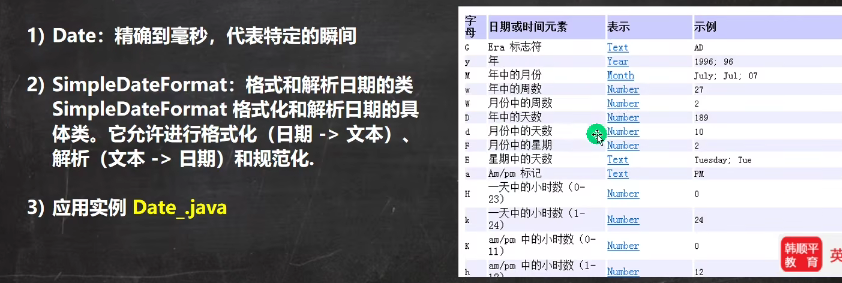 1) Date：精确到毫秒，代表特定的瞬间
2) SimpleDateFormat：格式和解析日期的类
SimpleDateFormat 格式化和解析日期的具
体类。它允许进行格式化（日期 -> 文本）、
解析（文本 -> 日期）和规范化.
3) 应用实例 Date_.java
字母 日期或时间元素 表示 示例
G Era 标志符 Text AD
y 年 Year 1996; 96
M 年中的月份 Month July; Jul; 07
w 年中的周数 Number 27
W 月份中的周数 Number 2
D 年中的天数 Number 189
d 月份中的天数 Number 10
F 月份中的星期 Number 2
E 星期中的天数 Text Tuesday; Tue
a Am/pm 标记 Text PM
H 一天中的小时数（0-
23） Number 0
k 一天中的小时数（1-
24） Number 24
K am/pm 中的小时数（0-
11） Number 0
h am/pm 中的小时数（1-
12） Number 12
韩顺平
教育
英